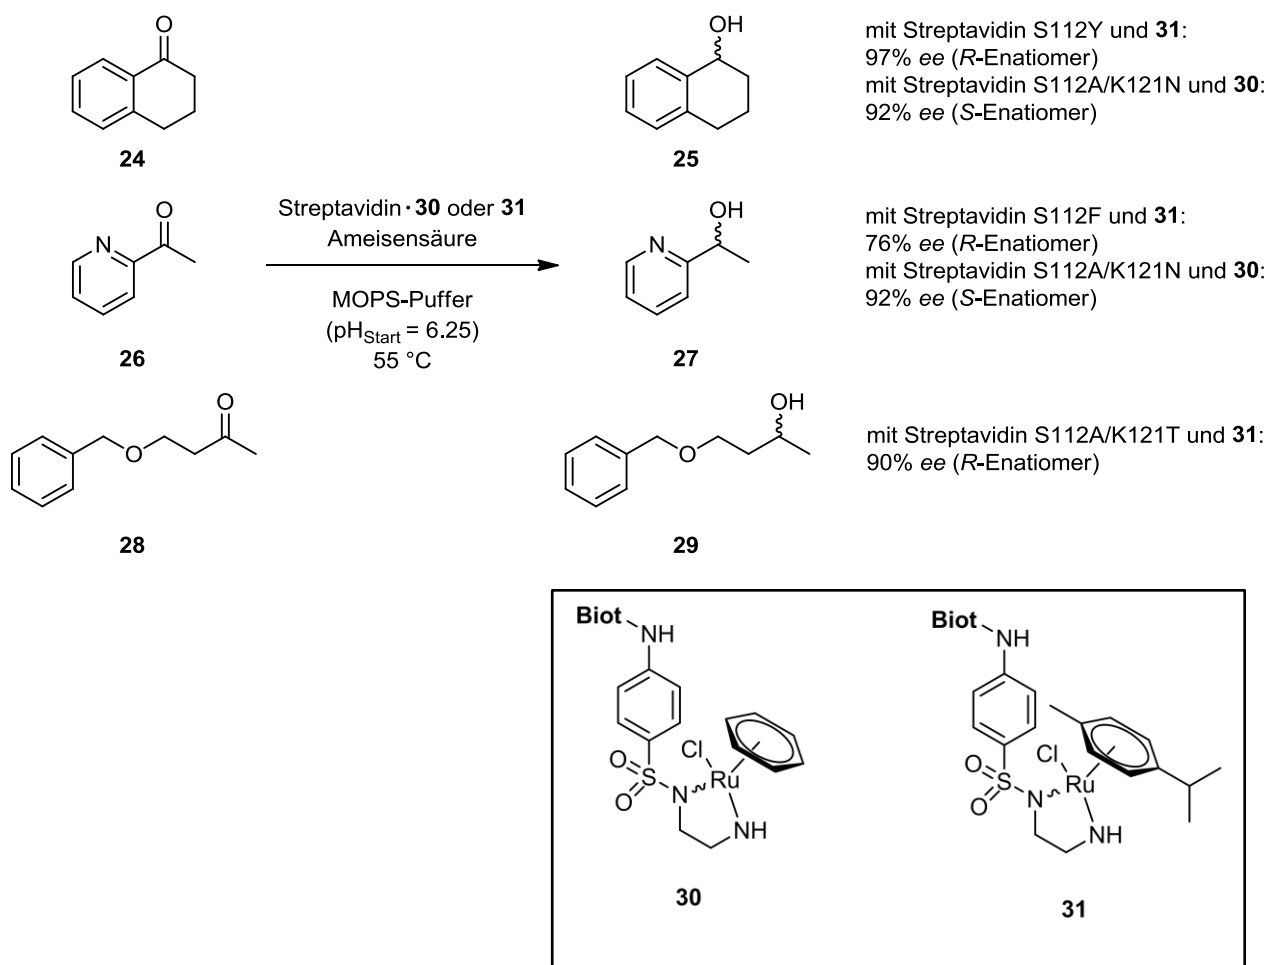 O
24
OH
25
mit Streptavidin S112Y und 31:
97% ee (R-Enatiomer)
mit Streptavidin S112A/K121N und 30:
92% ee (S-Enatiomer)
N
O
26
Streptavidin · 30 oder 31
Ameisensäure
MOPS-Puffer
(pHStart = 6.25)
55 °C
N
OH
27
mit Streptavidin S112F und 31:
76% ee (R-Enatiomer)
mit Streptavidin S112A/K121N und 30:
92% ee (S-Enatiomer)
O
O
28
OH
O
29
mit Streptavidin S112A/K121T und 31:
90% ee (R-Enatiomer)
Biot
NH
Cl
O
S
Ru
O
N
NH
30
Biot
NH
Cl
O
S
Ru
O
N
NH
31